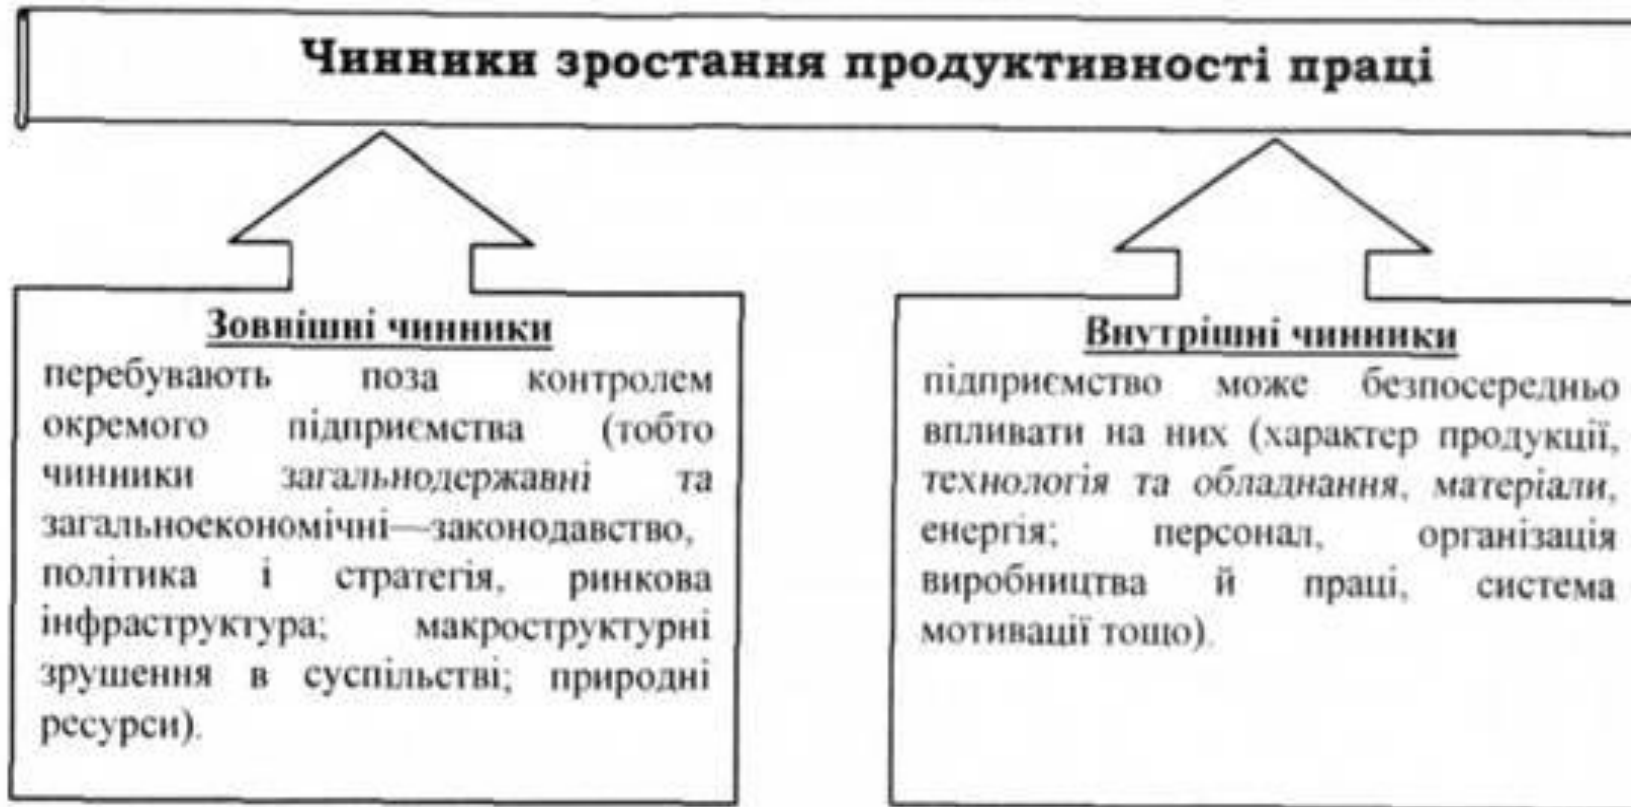 Чинники зростання продуктивності праці
Зовнішні чинники
перебувають поза контролем
окремого підприємства (тобто
чинники загальнодержавні та
загальноекономічні—законодавство,
політика і стратегія, ринкова
інфраструктура; макроструктурні
зрушення в суспільстві; природні
ресурси).
Внутрішні чинники
підприємство може безпосередньо
впливати на них (характер продукції,
технологія та обладнання, матеріали,
енергія; персонал, організація
виробництва й праці, система
мотивації тощо).